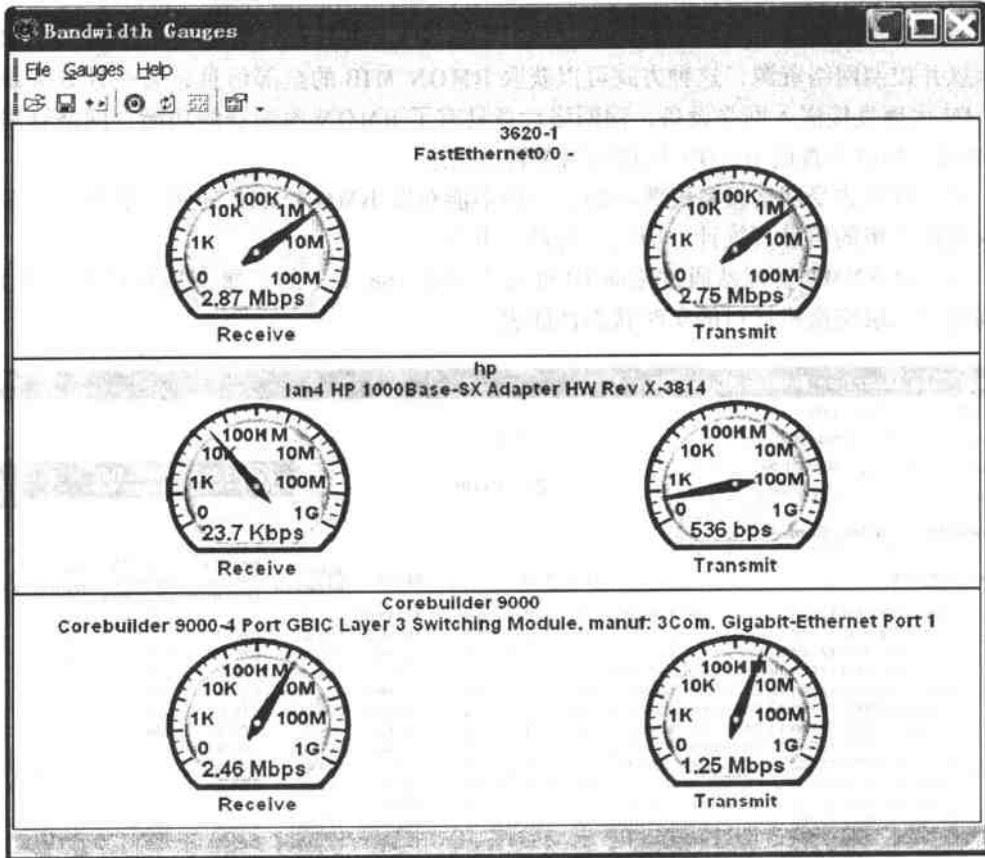 Bandwidth Gauges
File Gauges Help
3620-1
FastEthernet0/0 -
0 1K 10K 100K 1M 10M 100M
2.87 Mbps
Receive
0 1K 10K 100K 1M 10M 100M
2.75 Mbps
Transmit
hp
lan4 HP 1000Base-SX Adapter HW Rev X-3814
0 1K 10K 100K 1M 10M 100M 1G
23.7 Kbps
Receive
0 1K 10K 100K 1M 10M 100M 1G
536 bps
Transmit
Corebuilder 9000
Corebuilder 9000-4 Port GBIC Layer 3 Switching Module, manuf: 3Com. Gigabit-Ethernet Port 1
0 1K 10K 100K 10M 100M 1G
2.46 Mbps
Receive
0 1K 10K 100K 10M 100M 1G
1.25 Mbps
Transmit